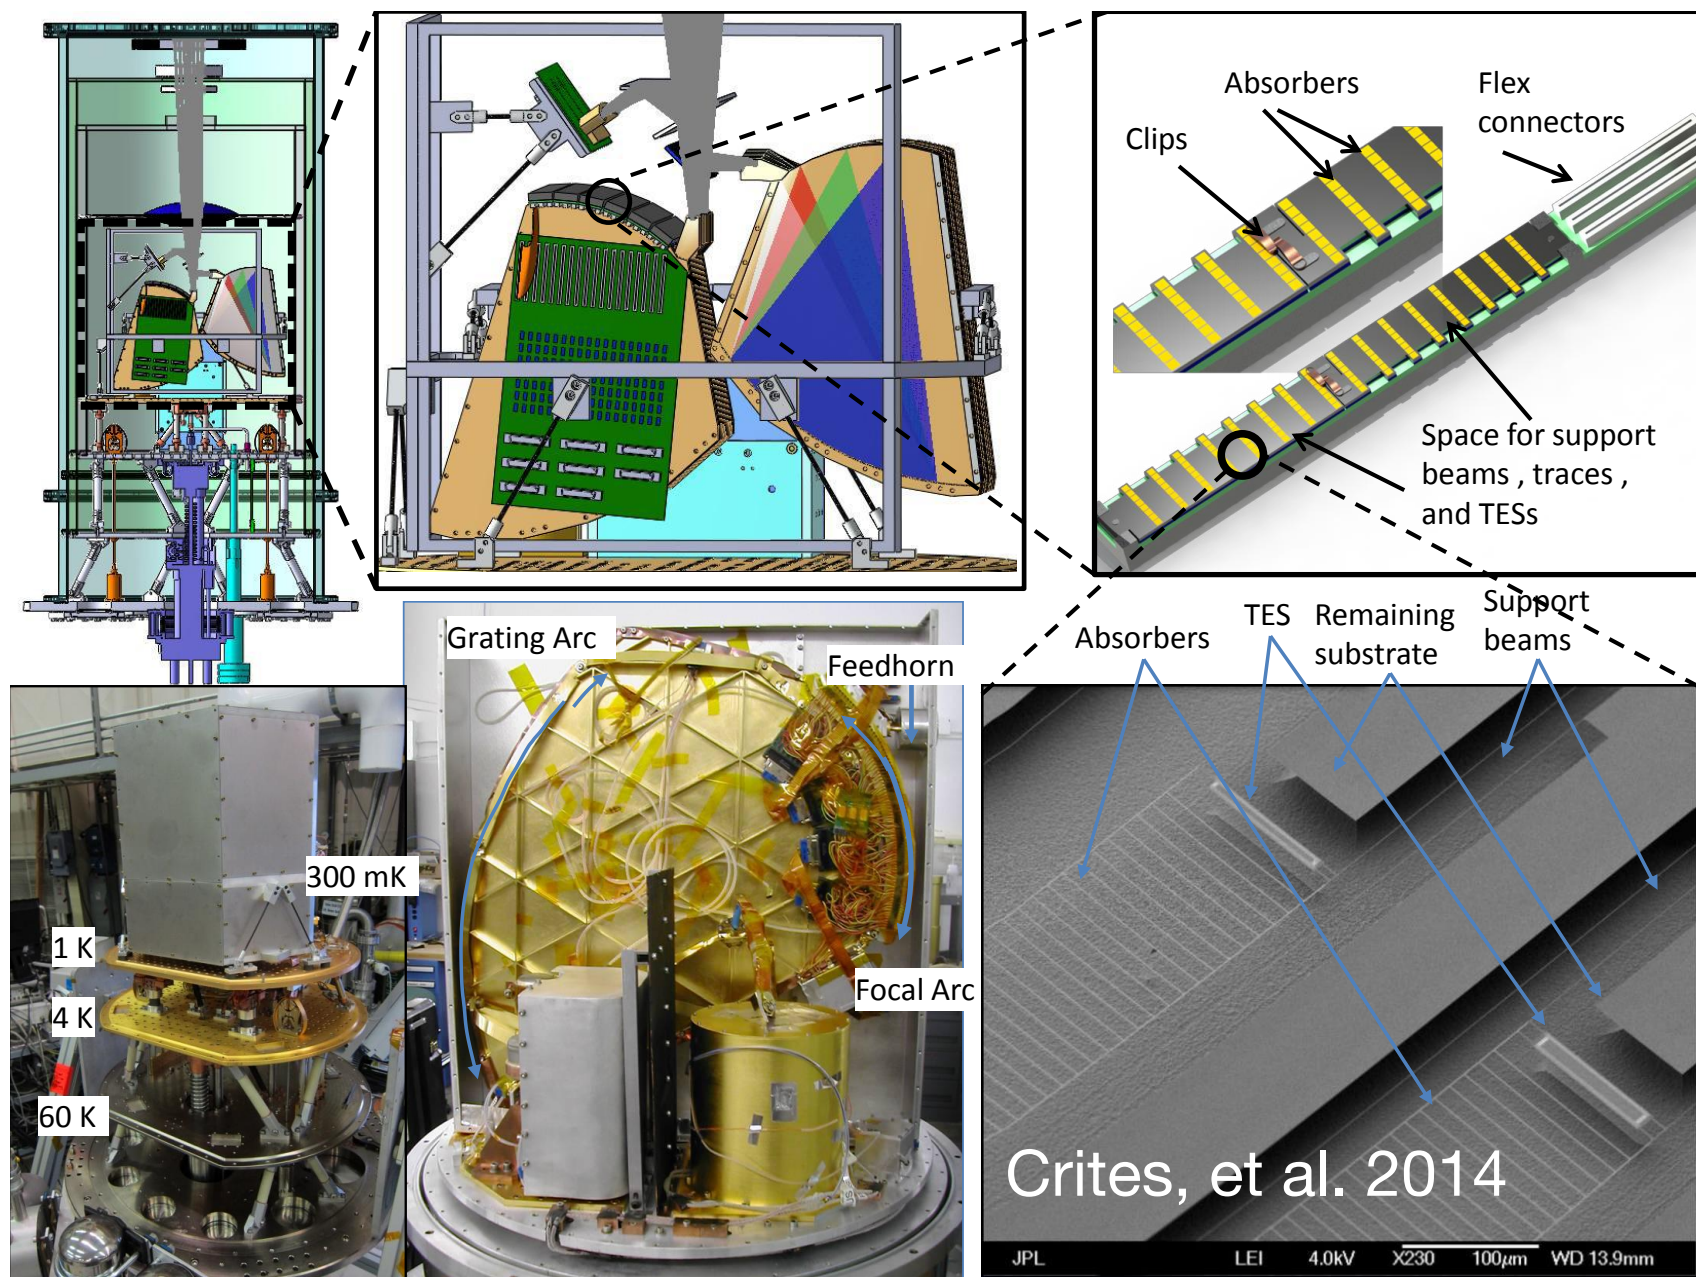 Absorbers
Flex
connectors
Clips
Space for support
beams , traces ,
and TESs
Grating Arc
Feedhorn
Focal Arc
300 mK
1 K
4 K
60 K
Absorbers
TES
Remaining
substrate
Support
beams
Crites, et al. 2014
JPL LEI 4.0kV X230 100μm WD 13.9mm